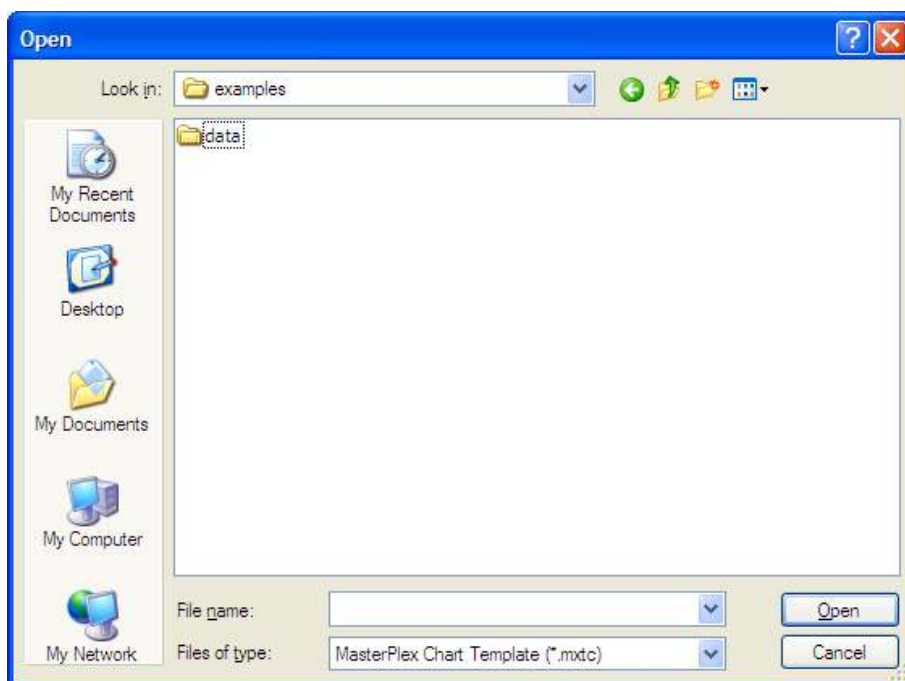 Open
Look in:
examples
data
My Recent
Documents
Desktop
My Documents
My Computer
My Network
File name:
Open
Files of type:
MasterPlex Chart Template (*.mxtc)
Cancel